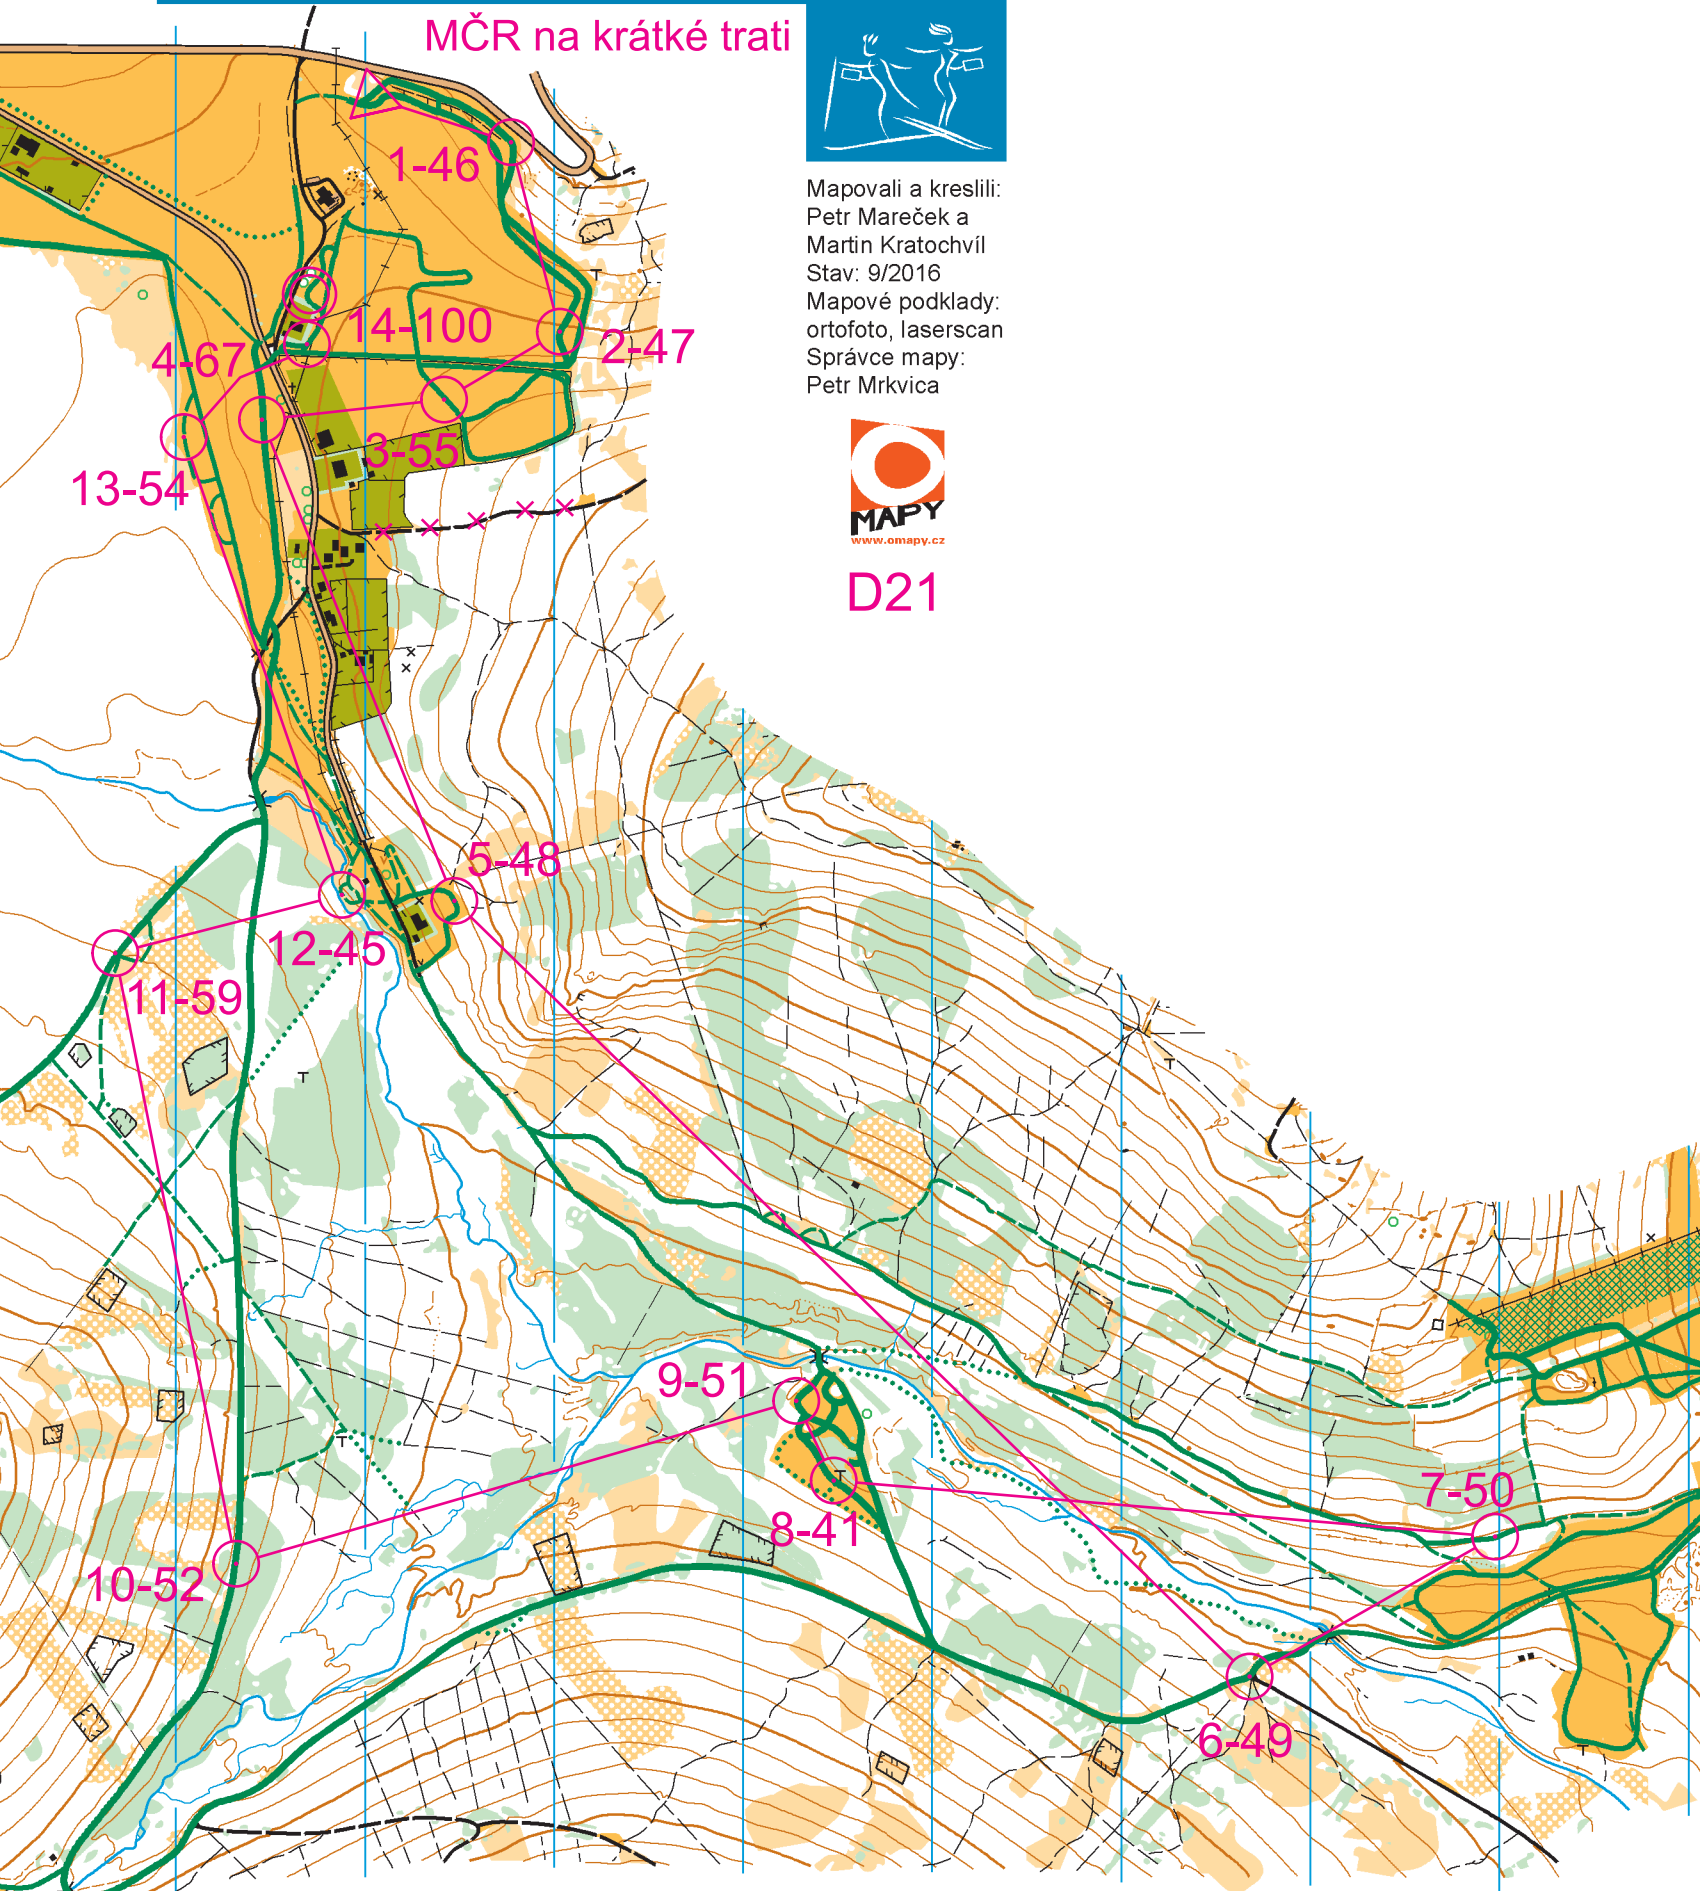 MČR na krátké trati
Mapovali a kreslili:
Petr Mareček a
Martin Kratochvíl
Stav: 9/2016
Mapové podklady:
ortofoto, laserscan
Správce mapy:
Petr Mrkvica
MAPY
www.omapy.cz
D21
1-46
14-100
2-47
4-67
3-55
13-54
5-48
12-45
11-59
9-51
7-50
8-41
10-52
6-49